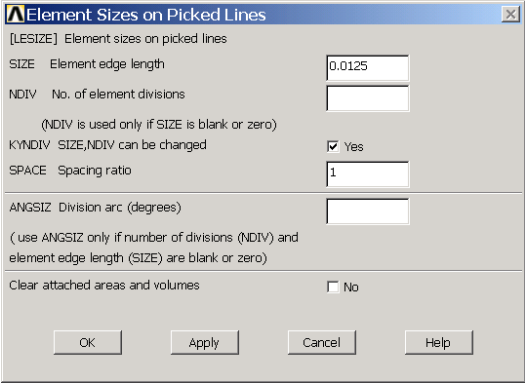 Element Sizes on Picked Lines
[LESIZE] Element sizes on picked lines
SIZE Element edge length 0.0125
NDIV No. of element divisions
(NDIV is used only if SIZE is blank or zero)
KYNDIV SIZE,NDIV can be changed Yes
SPACE Spacing ratio 1
ANGSIZ Division arc (degrees)
( use ANGSIZ only if number of divisions (NDIV) and
element edge length (SIZE) are blank or zero)
Clear attached areas and volumes No
OK Apply Cancel Help